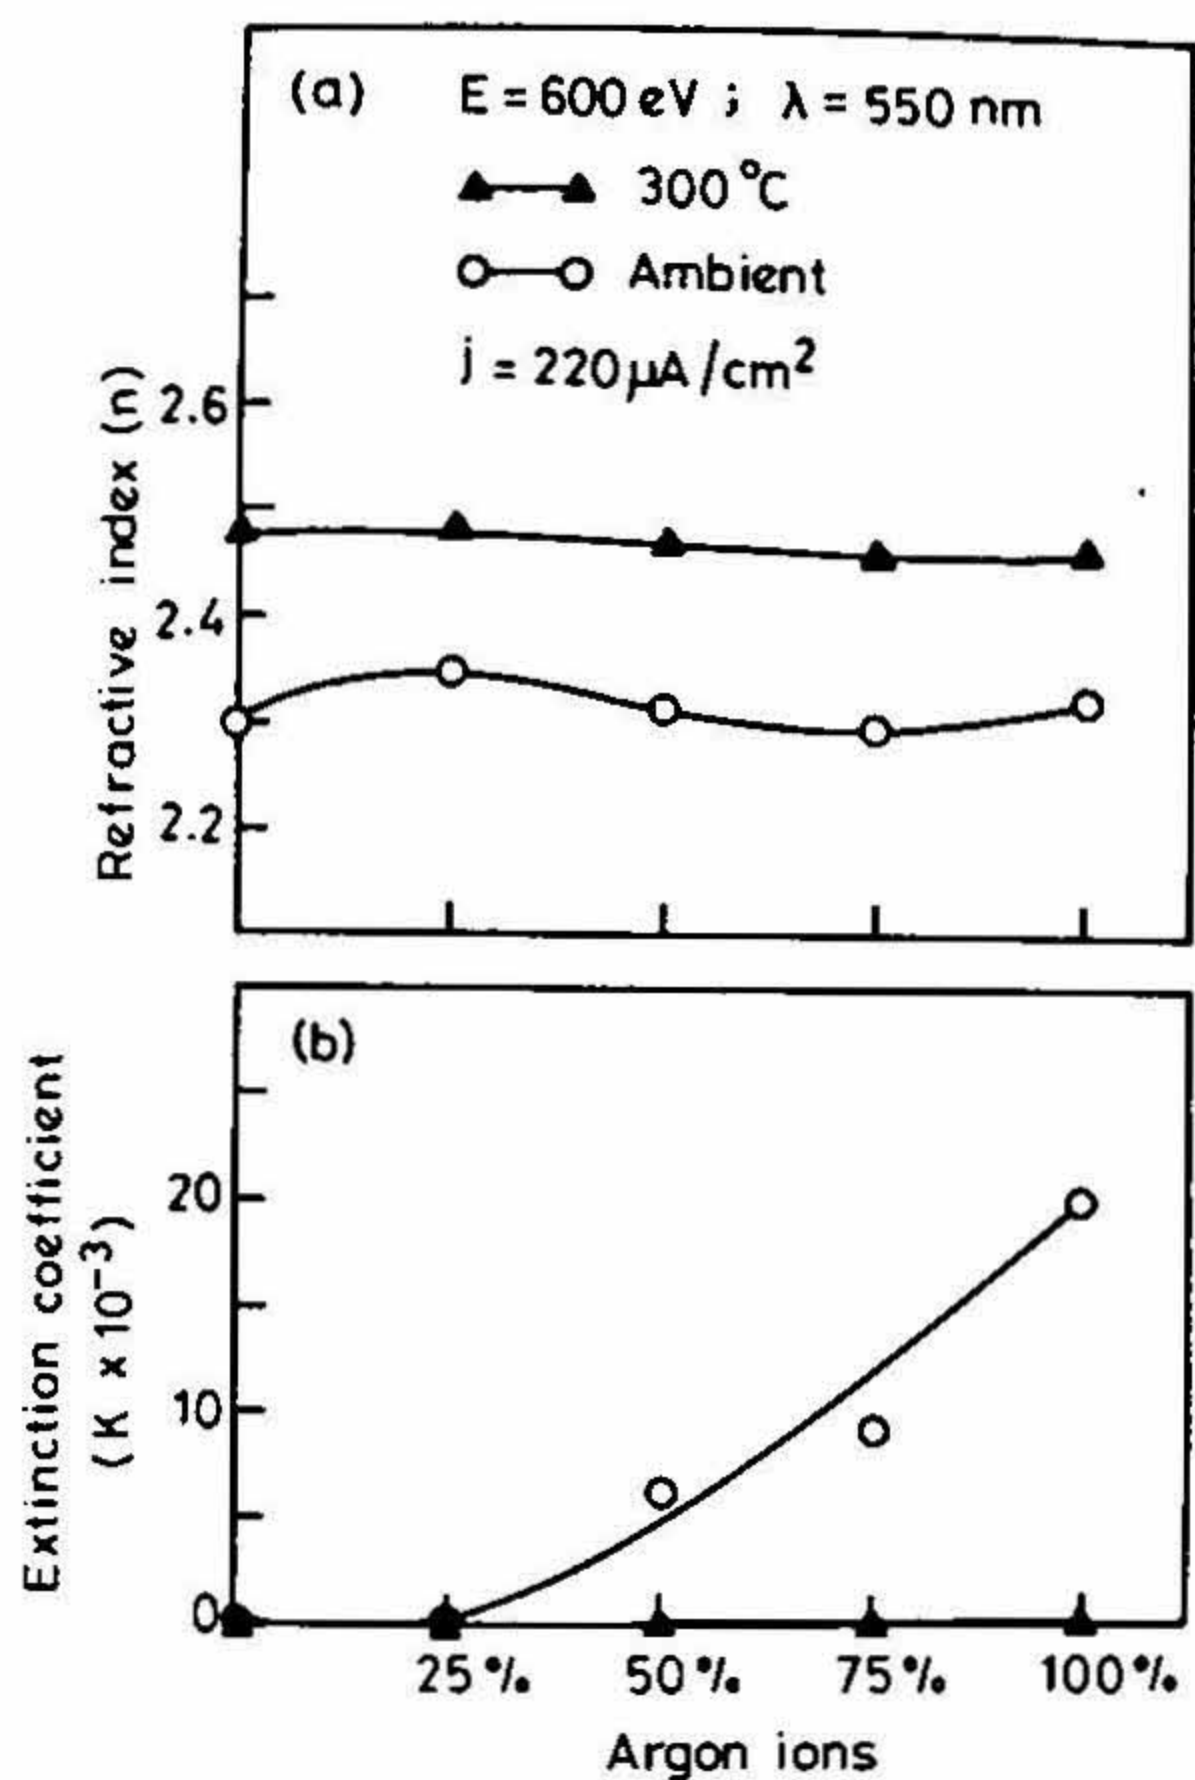 (a) E = 600 eV ; λ = 550 nm
300°C
Ambient
j = 220 μA/cm²
Refractive index (n)
2.6
2.4
2.2
(b)
Extinction coefficient
(K x 10⁻³)
20
10
0
25% 50% 75% 100%
Argon ions